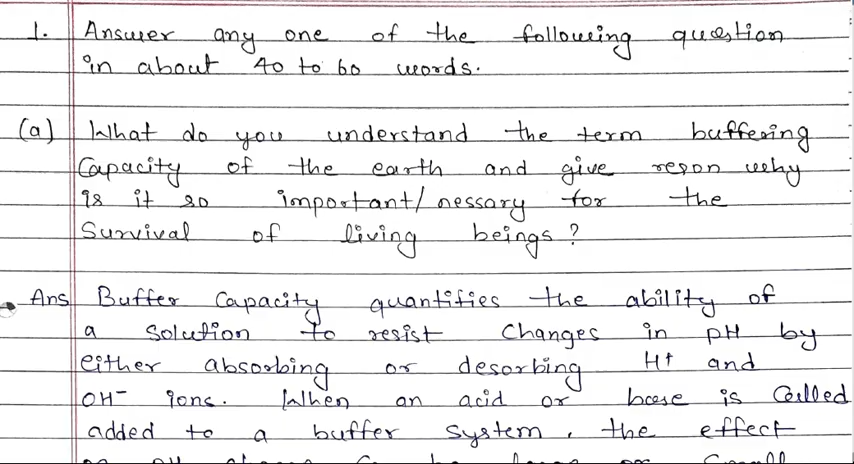 1. Answer any one of the following question
in about 40 to 60 words.
(a) What do you understand the term buffering
Capacity of the earth and give reson why
is it so important/ nessary for the
Survival of living beings?
Ans Buffer Capacity quantifies the ability of
a solution to resist changes in pH by
either absorbing or desorbing H+ and
OH- ions. When an acid or base is Called
added to a buffer system, the effect